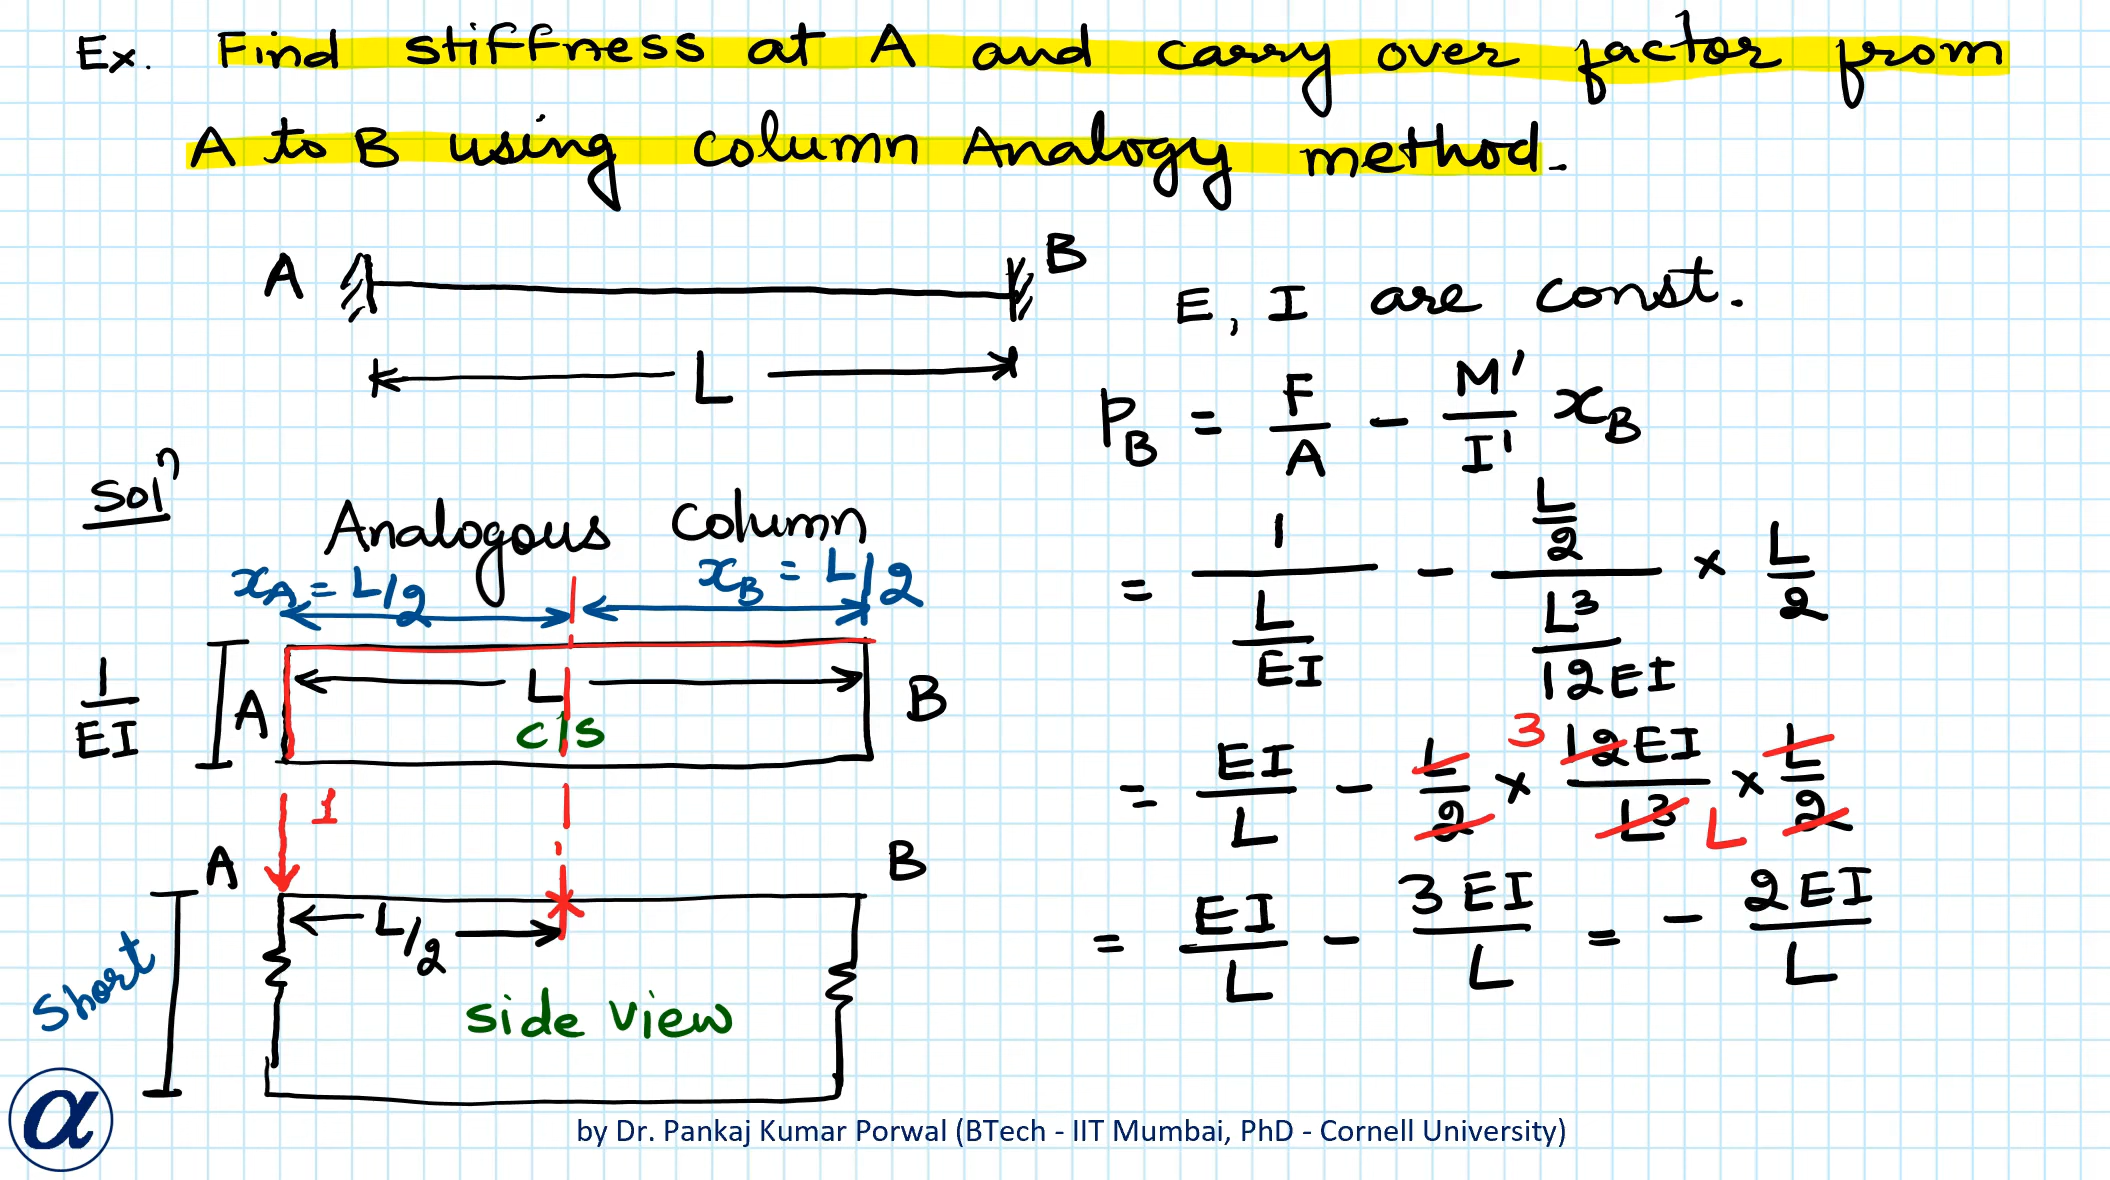 Ex. Find stiffness at A and carry over factor from
A to B using column Analogy method.
A B
L
E, I are const.
Solⁿ
Analogous Column
x_A = L/2 x_B = L/2
1/EI A L B
c/s
1
A B
L/2
Short
side view
P_B = F/A - M'/I' x_B
= 1/(L/EI) - (L/2)/(L³/12EI) × L/2
= EI/L - L/2 × 3 12EI/L³ L × L/2
= EI/L - 3EI/L = - 2EI/L
α
by Dr. Pankaj Kumar Porwal (BTech - IIT Mumbai, PhD - Cornell University)